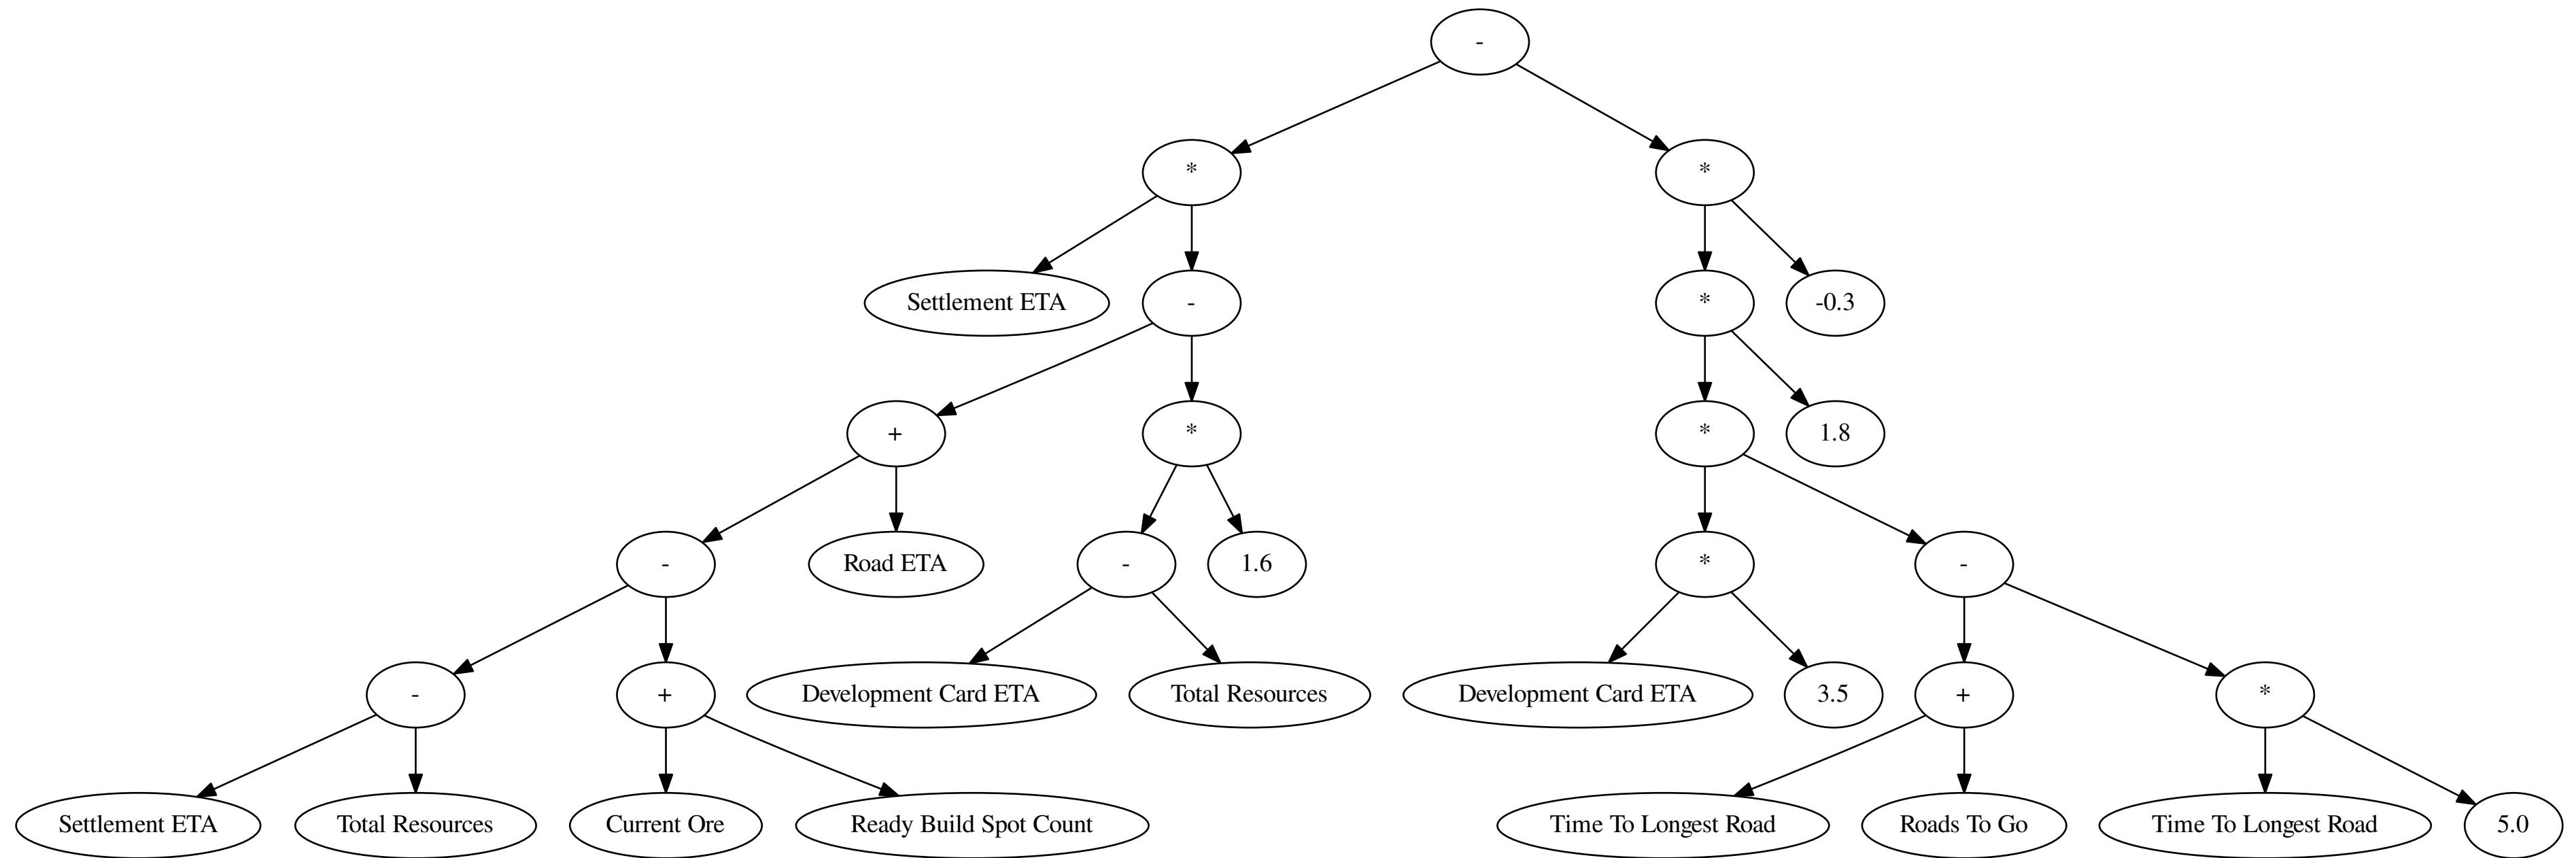 -
*
*
Settlement ETA
-
*
-0.3
+
*
*
1.8
-
Road ETA
-
1.6
*
-
-
+
Development Card ETA
Total Resources
Development Card ETA
3.5
+
*
Settlement ETA
Total Resources
Current Ore
Ready Build Spot Count
Time To Longest Road
Roads To Go
Time To Longest Road
5.0